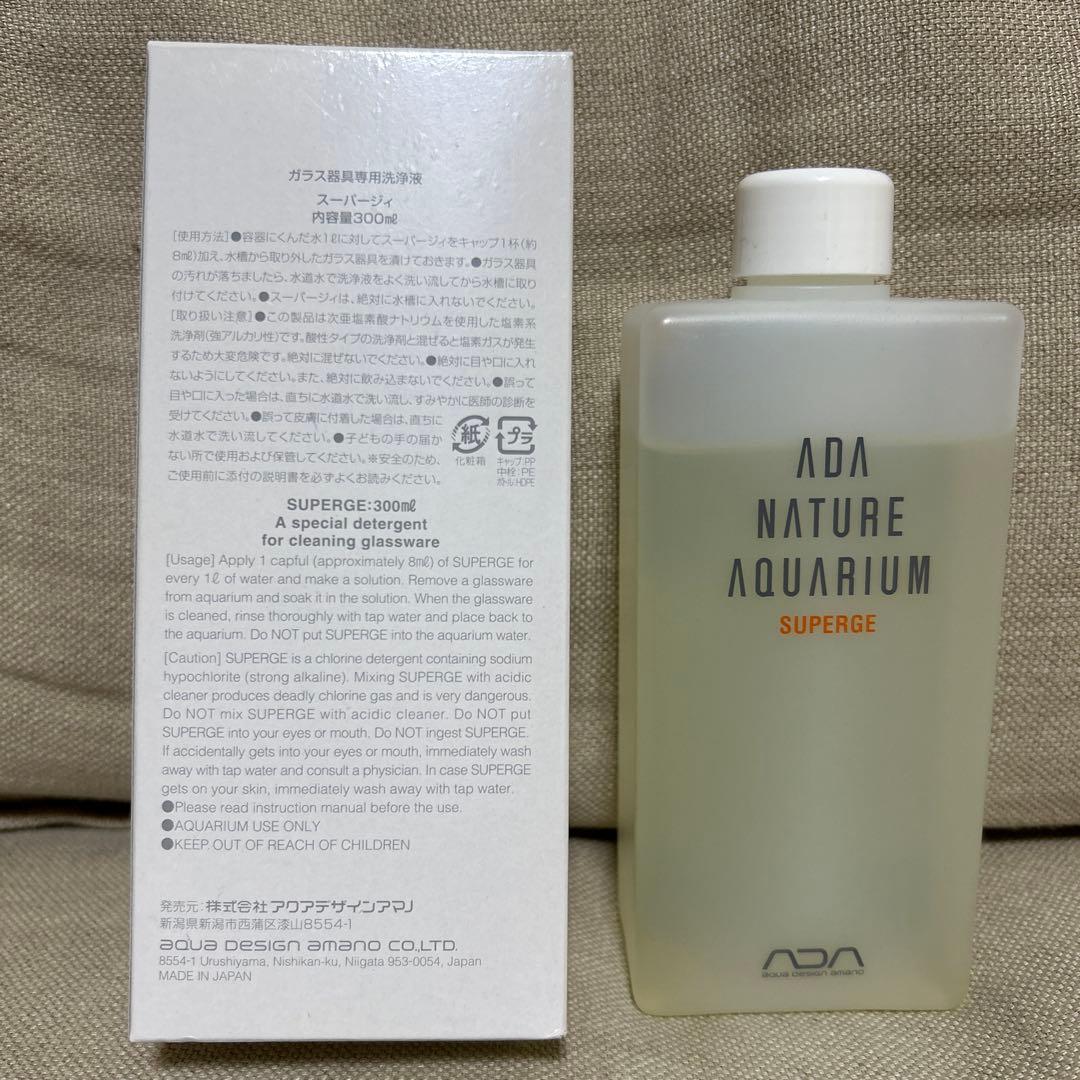 ガラス器具専用洗浄液
スーパージィ
内容量300mℓ
[使用方法]●容器にくんだ水1ℓに対してスーパージィをキャップ1杯(約
8mℓ)加え、水槽から取り外したガラス器具を漬けておきます。●ガラス器具
の汚れが落ちましたら、水道水で洗浄液をよく洗い流してから水槽に取り
付けてください。●スーパージィは、絶対に水槽に入れないでください。
[取り扱い注意]●この製品は次亜塩素酸ナトリウムを使用した塩素系
洗浄剤(強アルカリ性)です。酸性タイプの洗浄剤と混ぜると塩素ガスが発生
するため大変危険です。絶対に混ぜないでください。●絶対に目や口に入れ
ないようにしてください。また、絶対に飲み込まないでください。●誤って
目や口に入った場合は、直ちに水道水で洗い流し、すみやかに医師の診断を
受けてください。●誤って皮膚に付着した場合は、直ちに
水道水で洗い流してください。●子どもの手の届か
ない所で使用および保管してください。※安全のため、
ご使用前に添付の説明書を必ずよくお読みください。
紙
化粧箱
プラ
キャップ:PP
中栓:PE
ボトル:HDPE
SUPERGE:300mℓ
A special detergent
for cleaning glassware
[Usage] Apply 1 capful (approximately 8mℓ) of SUPERGE for
every 1ℓ of water and make a solution. Remove a glassware
from aquarium and soak it in the solution. When the glassware
is cleaned, rinse thoroughly with tap water and place back to
the aquarium. Do NOT put SUPERGE into the aquarium water.
[Caution] SUPERGE is a chlorine detergent containing sodium
hypochlorite (strong alkaline). Mixing SUPERGE with acidic
cleaner produces deadly chlorine gas and is very dangerous.
Do NOT mix SUPERGE with acidic cleaner. Do NOT put
SUPERGE into your eyes or mouth. Do NOT ingest SUPERGE.
If accidentally gets into your eyes or mouth, immediately wash
away with tap water and consult a physician. In case SUPERGE
gets on your skin, immediately wash away with tap water.
●Please read instruction manual before the use.
●AQUARIUM USE ONLY
●KEEP OUT OF REACH OF CHILDREN
発売元:株式会社アクアデザインアマノ
新潟県新潟市西蒲区漆山8554-1
aqua design amano CO.,LTD.
8554-1 Urushiyama, Nishikan-ku, Niigata 953-0054, Japan
MADE IN JAPAN
ADA
NATURE
AQUARIUM
SUPERGE
ADA
aqua design amano